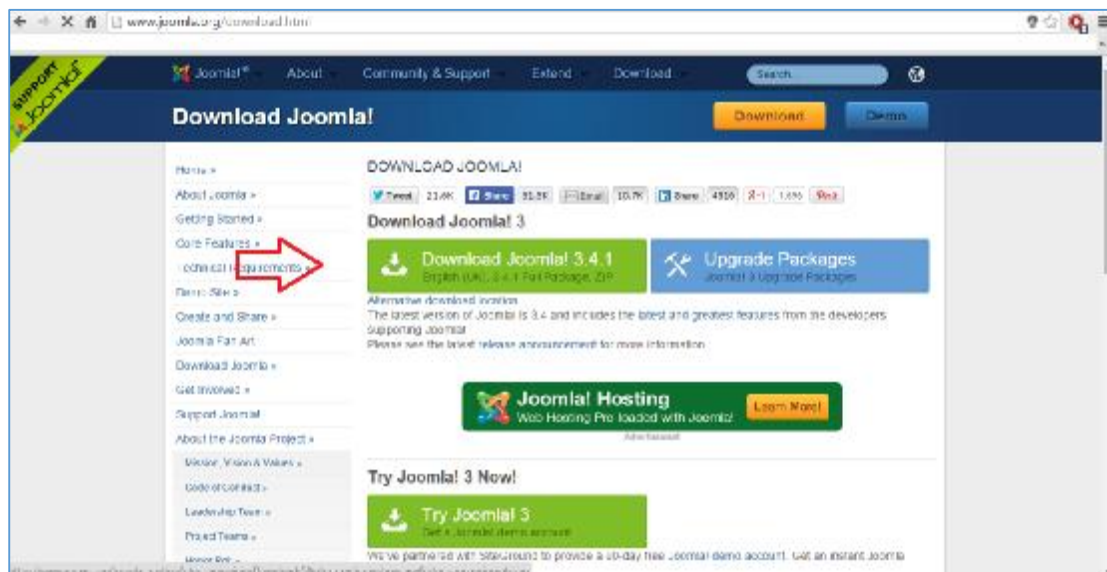 www.joomla.org/download.html
SUPPORT
Joomla!
Joomla!® About Community & Support Extend Download Search
Download Joomla! Download Demo
Home »
About Joomla »
Getting Started »
Core Features »
Technical Requirements »
Demo Site »
Create and Share »
Joomla Fan Art
Download Joomla »
Get Involved »
Support Joomla!
About the Joomla Project »
Mission, Vision & Values »
Code of Conduct »
Leadership Team »
Project Teams »
DOWNLOAD JOOMLA!
Tweet Share Email Share 4916 Pin it
Download Joomla! 3
Download Joomla! 3.4.1
English (UK), 3.4.1 Full Package, ZIP
Upgrade Packages
Joomla! 3 Upgrade Packages
Alternative download location
The latest version of Joomla! is 3.4 and includes the latest and greatest features from the developers
supporting Joomla!
Please see the latest release announcement for more information
Joomla! Hosting
Web Hosting Pre loaded with Joomla!
Learn More!
Advertisement
Try Joomla! 3 Now!
Try Joomla! 3
Get a Joomla! demo account
We've partnered with SiteGround to provide a 90-day free Joomla! demo account. Get an instant Joomla